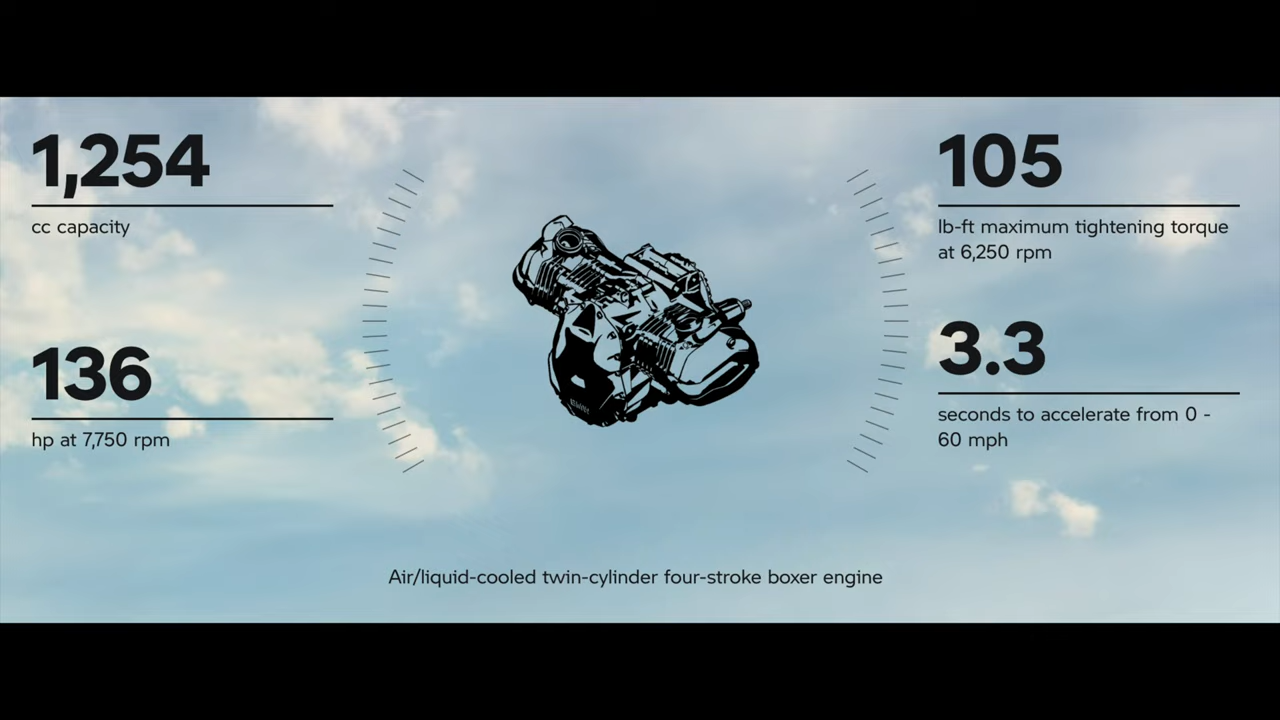 1,254
cc capacity
136
hp at 7,750 rpm
105
lb-ft maximum tightening torque
at 6,250 rpm
3.3
seconds to accelerate from 0 -
60 mph
Air/liquid-cooled twin-cylinder four-stroke boxer engine